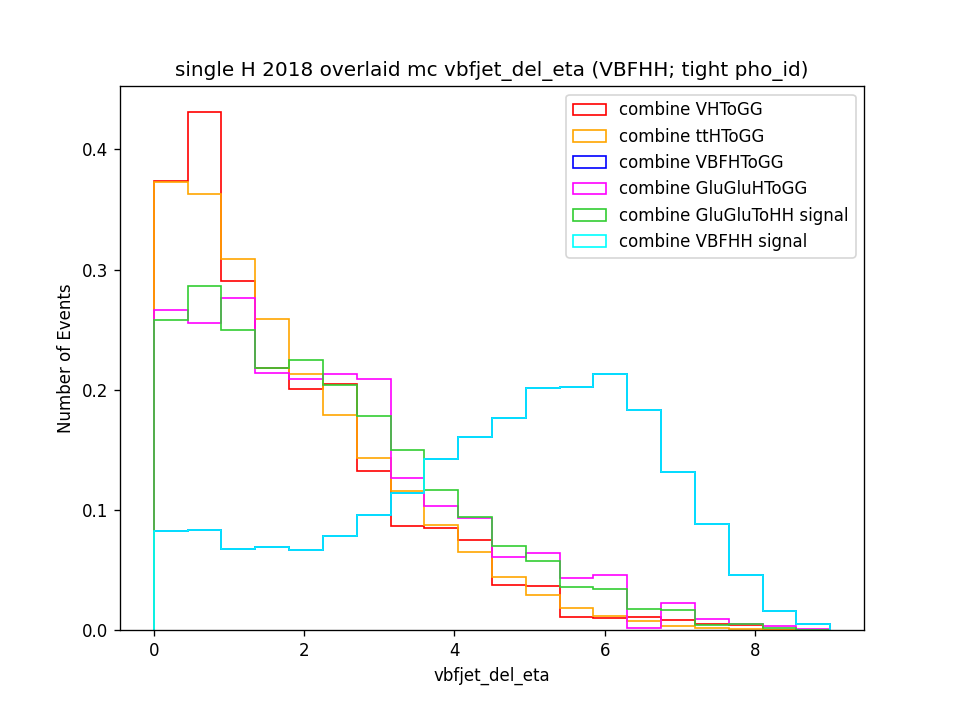 single H 2018 overlaid mc vbfjet_del_eta (VBFHH; tight pho_id)
combine VHToGG
combine ttHToGG
combine VBFHToGG
combine GluGluHToGG
combine GluGluToHH signal
combine VBFHH signal
Number of Events
0.4
0.3
0.2
0.1
0.0
0 2 4 6 8
vbfjet_del_eta